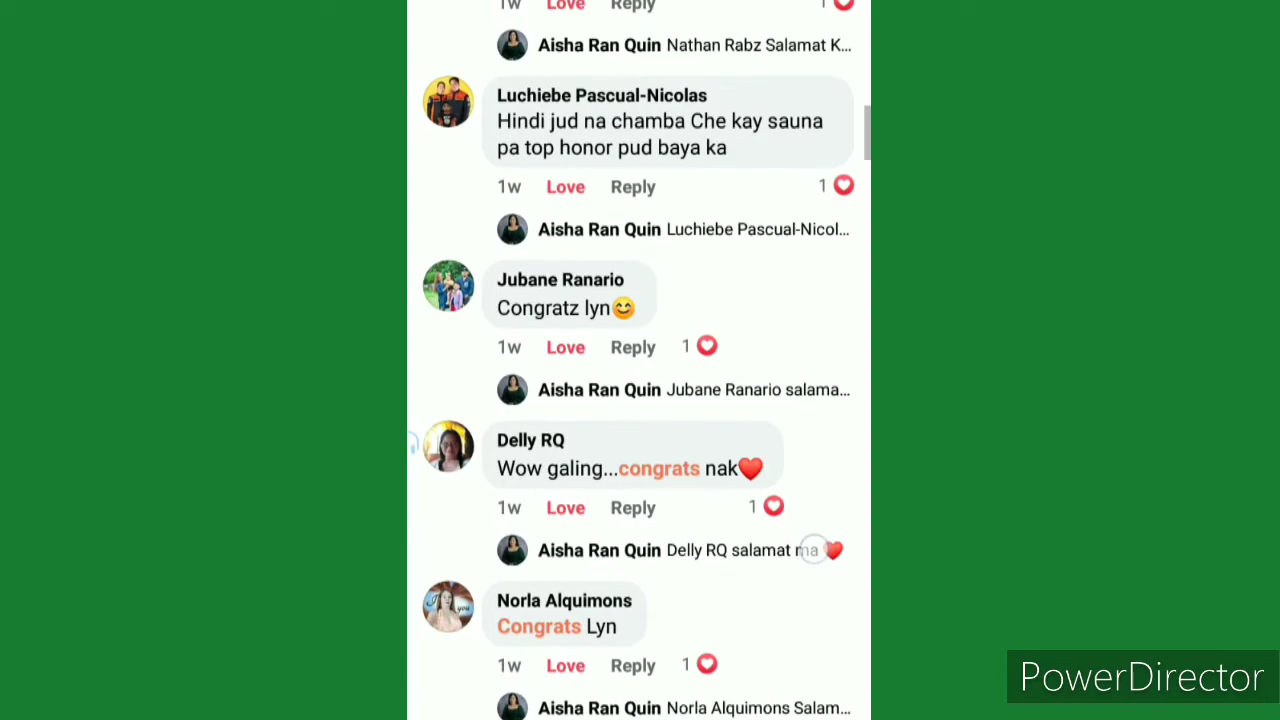 1w Love Reply 1
Aisha Ran Quin Nathan Rabz Salamat K...
Luchiebe Pascual-Nicolas
Hindi jud na chamba Che kay sauna
pa top honor pud baya ka
1w Love Reply 1
Aisha Ran Quin Luchiebe Pascual-Nicol...
Jubane Ranario
Congratz lyn😊
1w Love Reply 1
Aisha Ran Quin Jubane Ranario salama...
Delly RQ
Wow galing...congrats nak❤️
1w Love Reply 1
Aisha Ran Quin Delly RQ salamat ma ❤️
Norla Alquimons
Congrats Lyn
1w Love Reply 1
Aisha Ran Quin Norla Alquimons Salam...
PowerDirector